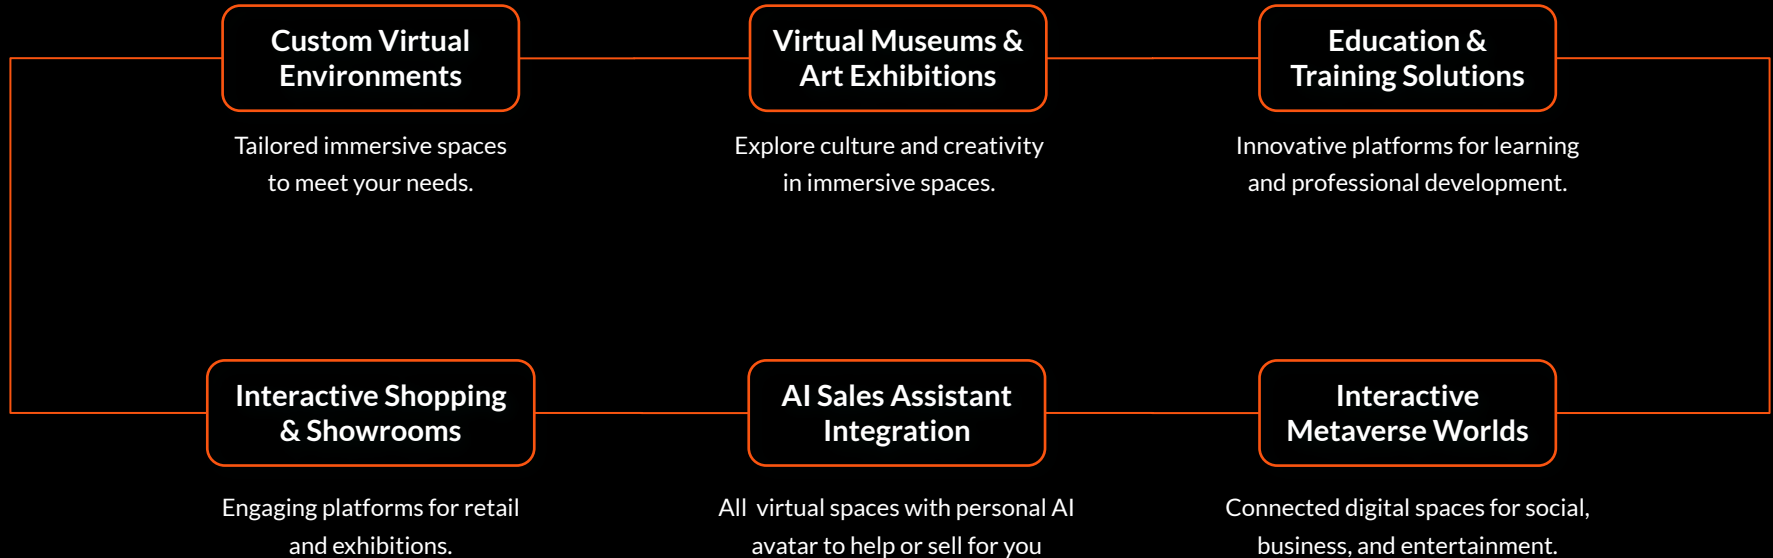 Custom Virtual
Environments
Tailored immersive spaces
to meet your needs.
Virtual Museums &
Art Exhibitions
Explore culture and creativity
in immersive spaces.
Education &
Training Solutions
Innovative platforms for learning
and professional development.
Interactive Shopping
& Showrooms
Engaging platforms for retail
and exhibitions.
AI Sales Assistant
Integration
All  virtual spaces with personal AI
avatar to help or sell for you
Interactive
Metaverse Worlds
Connected digital spaces for social,
business, and entertainment.